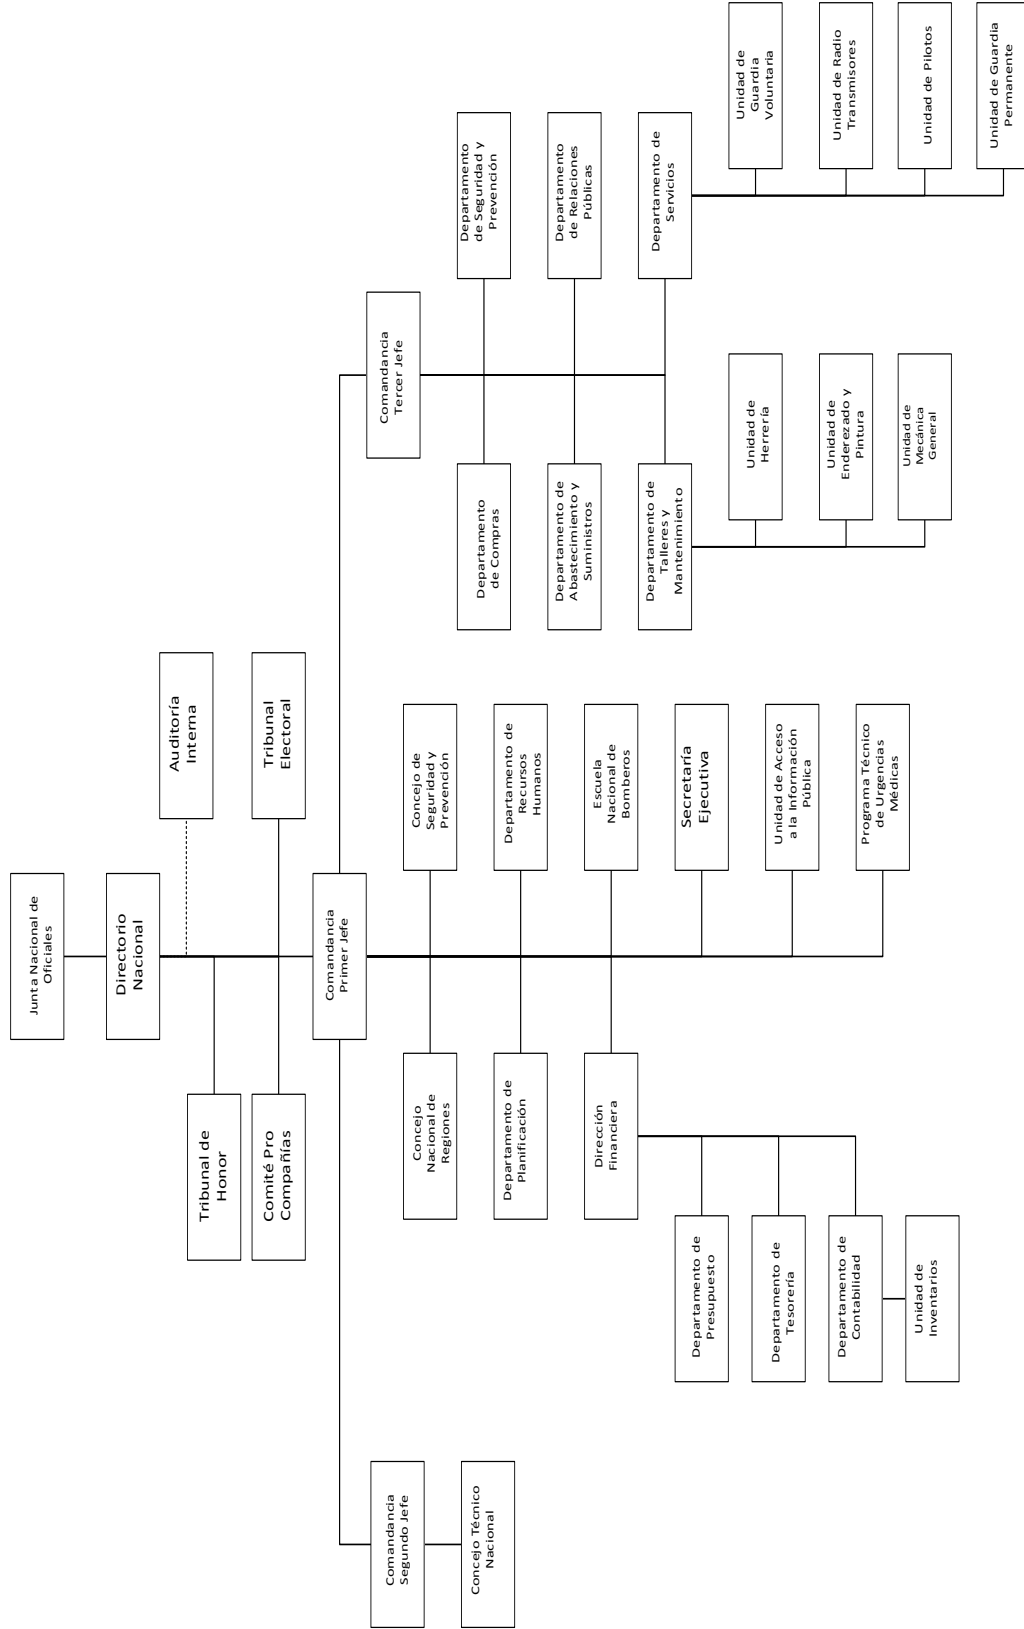 Junta Nacional de
Oficiales
Directorio
Nacional
Auditoría
Interna
Tribunal de
Honor
Comité Pro
Compañías
Tribunal
Electoral
Comandancia
Primer Jefe
Comandancia
Segundo Jefe
Concejo Técnico
Nacional
Concejo
Nacional de
Regiones
Concejo de
Seguridad y
Prevención
Departamento de
Planificación
Departamento de
Recursos
Humanos
Dirección
Financiera
Escuela
Nacional de
Bomberos
Secretaría
Ejecutiva
Unidad de Acceso
a la Información
Pública
Programa Técnico
de Urgencias
Médicas
Departamento de
Presupuesto
Departamento de
Tesorería
Departamento de
Contabilidad
Unidad de
Inventarios
Comandancia
Tercer Jefe
Departamento
de Compras
Departamento
de Seguridad y
Prevención
Departamento de
Abastecimiento y
Suministros
Departamento
de Relaciones
Públicas
Departamento de
Talleres y
Mantenimiento
Departamento de
Servicios
Unidad de
Herrería
Unidad de
Enderezado y
Pintura
Unidad de
Mecánica
General
Unidad de
Guardia
Voluntaria
Unidad de Radio
Transmisores
Unidad de Pilotos
Unidad de Guardia
Permanente